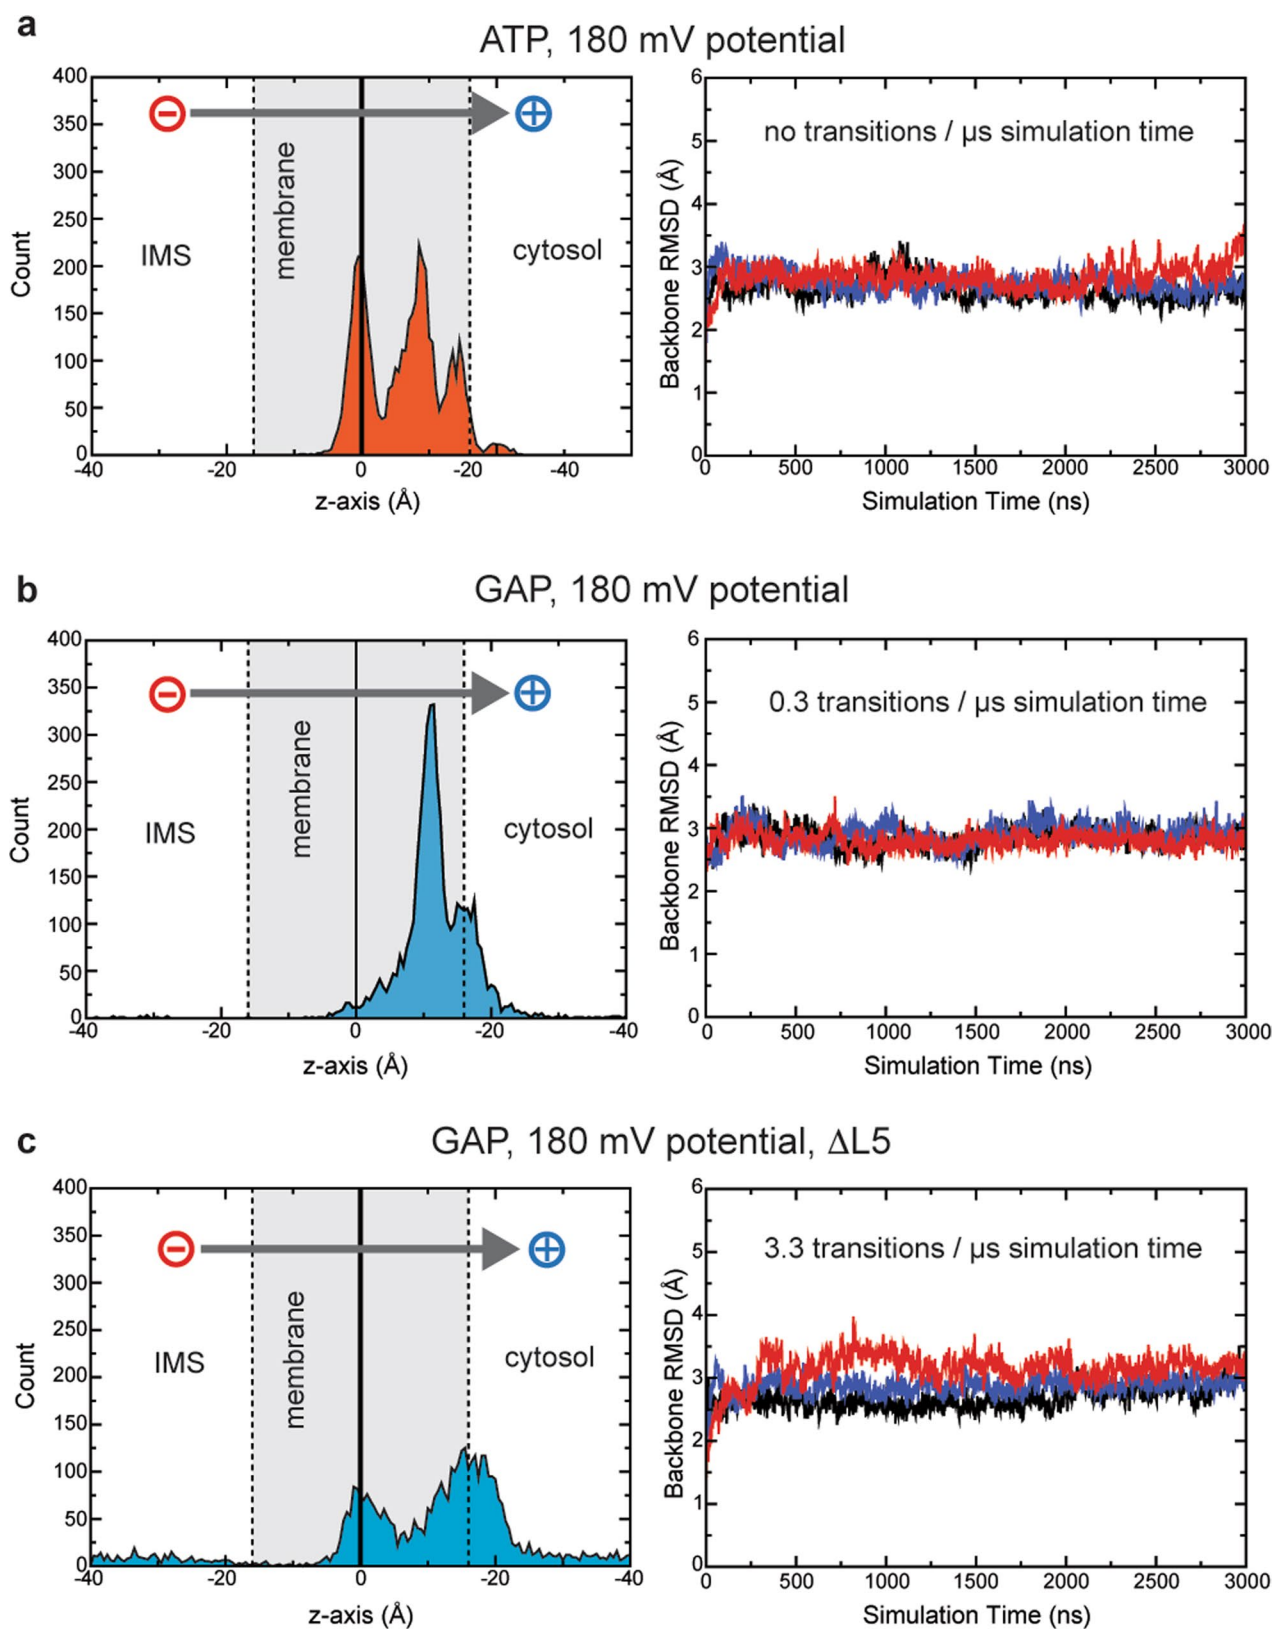 a
ATP, 180 mV potential
400
350
300
250
200
150
100
50
0
Count
IMS
membrane
cytosol
-40 -20 0 -20 -40
z-axis (Å)
6
5
4
3
2
1
0
Backbone RMSD (Å)
no transitions / µs simulation time
0 500 1000 1500 2000 2500 3000
Simulation Time (ns)
b
GAP, 180 mV potential
400
350
300
250
200
150
100
50
0
Count
IMS
membrane
cytosol
-40 -20 0 -20 -40
z-axis (Å)
6
5
4
3
2
1
0
Backbone RMSD (Å)
0.3 transitions / µs simulation time
0 500 1000 1500 2000 2500 3000
Simulation Time (ns)
c
GAP, 180 mV potential, ΔL5
400
350
300
250
200
150
100
50
0
Count
IMS
membrane
cytosol
-40 -20 0 -20 -40
z-axis (Å)
6
5
4
3
2
1
0
Backbone RMSD (Å)
3.3 transitions / µs simulation time
0 500 1000 1500 2000 2500 3000
Simulation Time (ns)